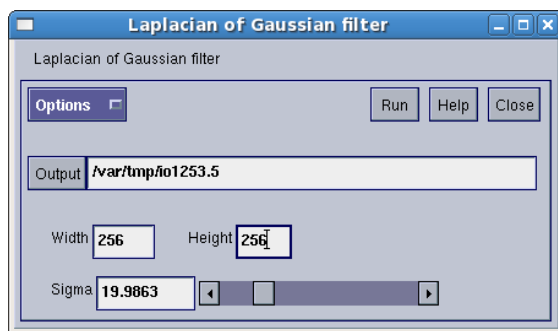 Laplacian of Gaussian filter
Laplacian of Gaussian filter
Options Run Help Close
Output /var/tmp/io1253.5
Width 256 Height 256
Sigma 19.9863